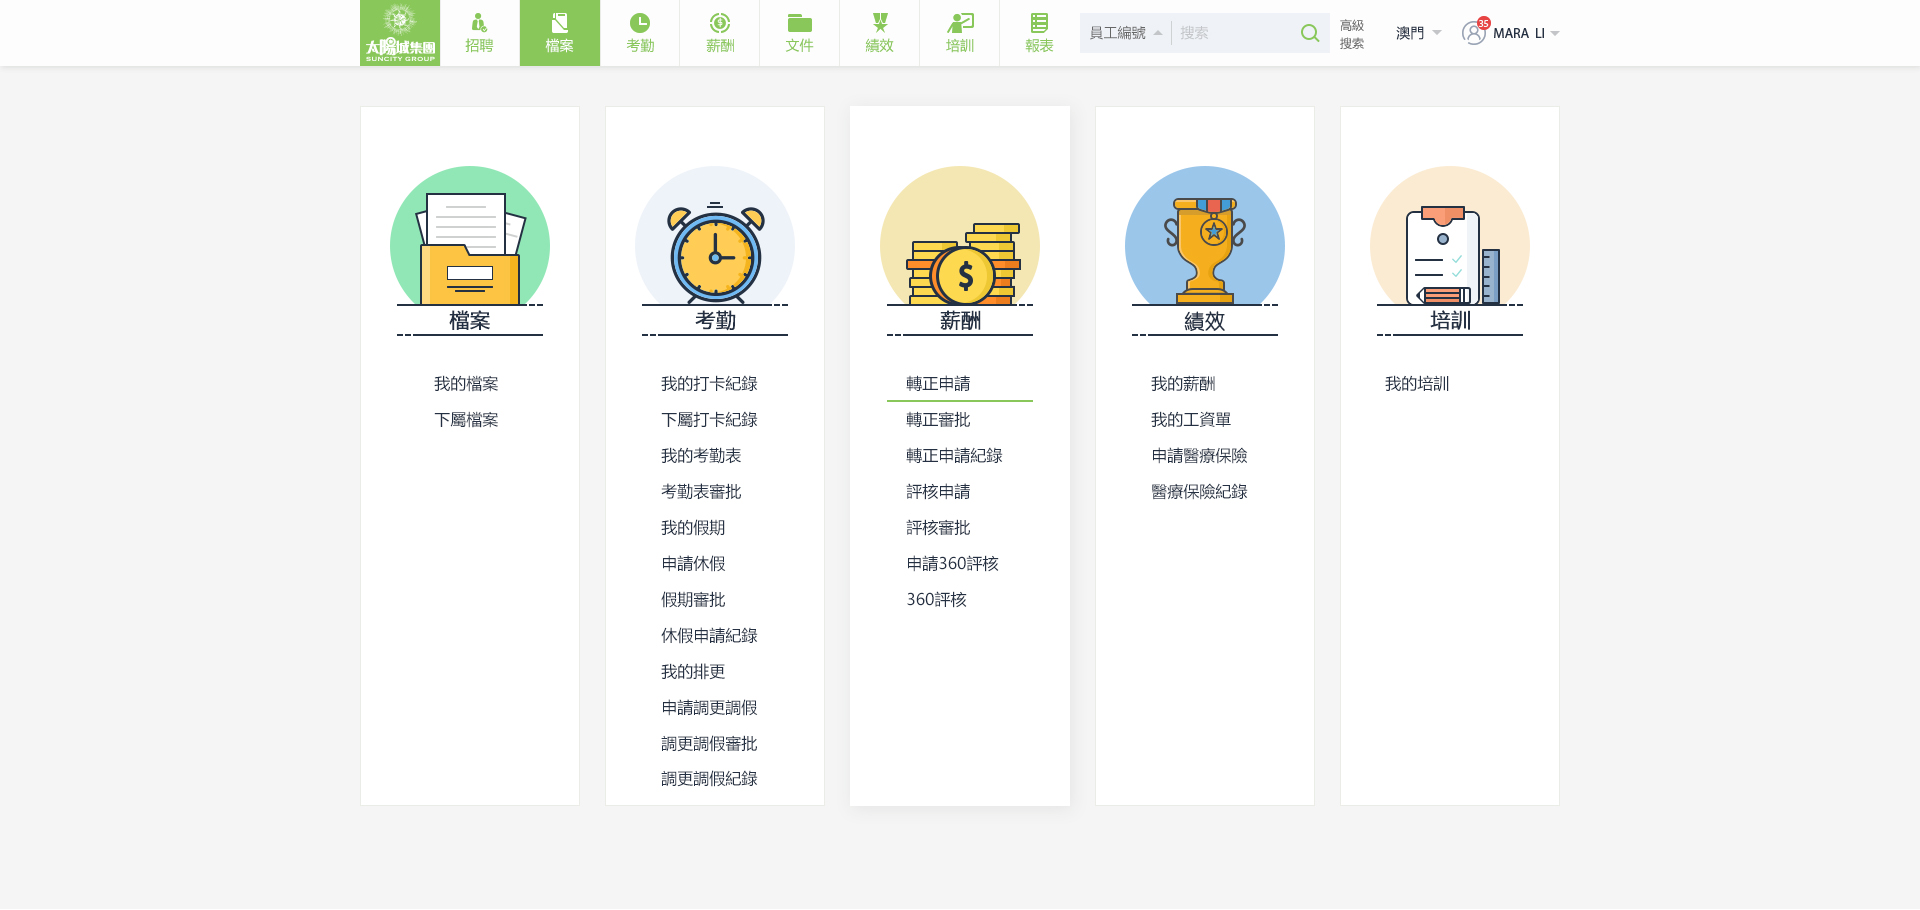 太陽城集團
SUNCITY GROUP
招聘
檔案
考勤
薪酬
文件
績效
培訓
報表
員工編號
搜索
高級
搜索
澳門
35
MARA LI
檔案
我的檔案
下屬檔案
考勤
我的打卡紀錄
下屬打卡紀錄
我的考勤表
考勤表審批
我的假期
申請休假
假期審批
休假申請紀錄
我的排更
申請調更調假
調更調假審批
調更調假紀錄
$
薪酬
轉正申請
轉正審批
轉正申請紀錄
評核申請
評核審批
申請360評核
360評核
績效
我的薪酬
我的工資單
申請醫療保險
醫療保險紀錄
培訓
我的培訓